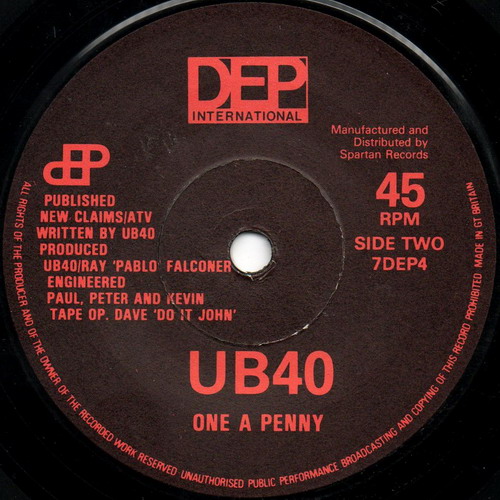 DEP
INTERNATIONAL
Manufactured and
Distributed by
Spartan Records
dEP
PUBLISHED
NEW CLAIMS/ATV
WRITTEN BY UB40
PRODUCED
UB40/RAY 'PABLO' FALCONER
ENGINEERED
PAUL, PETER AND KEVIN
TAPE OP. DAVE 'DO IT JOHN'
45
RPM
SIDE TWO
7DEP4
UB40
ONE A PENNY
ALL RIGHTS OF THE PRODUCER AND OF THE OWNER OF THE RECORDED WORK RESERVED UNAUTHORISED PUBLIC PERFORMANCE BROADCASTING AND COPYING OF THIS RECORD PROHIBITED MADE IN GT BRITAIN